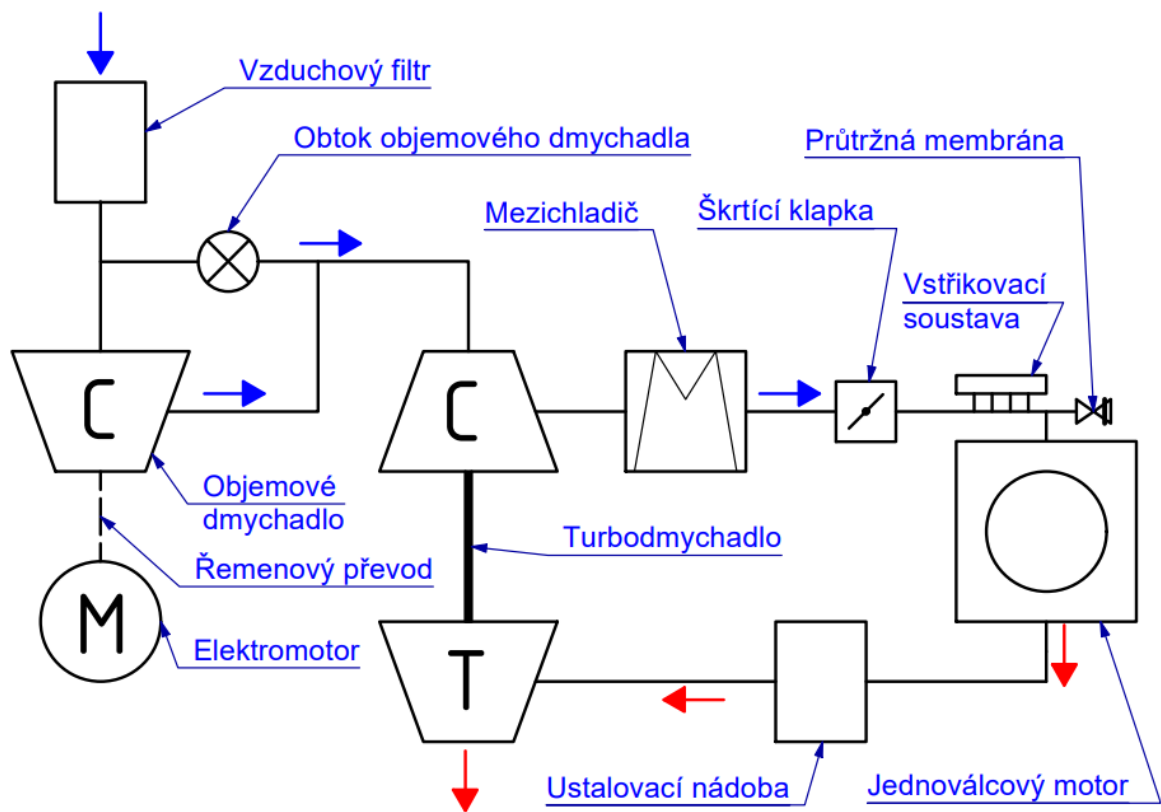 Vzduchový filtr
Obtok objemového dmychadla
Průtržná membrána
Mezichladič
Škrtící klapka
Vstřikovací
soustava
C
C
Objemové
dmychadlo
Turbodmychadlo
Řemenový převod
M
Elektromotor
T
Ustalovací nádoba
Jednoválcový motor